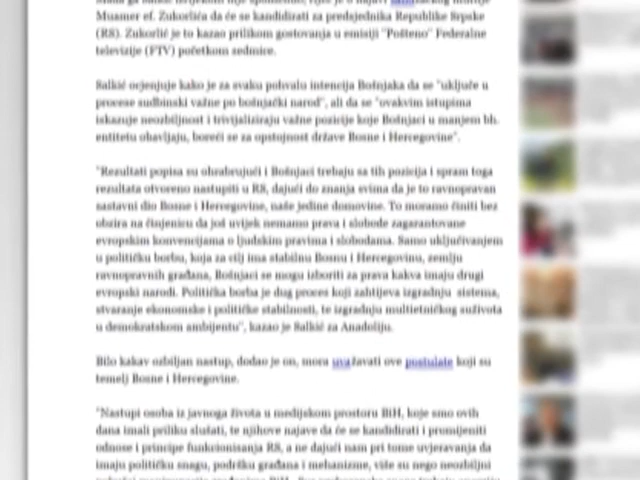 Muamer ef. Zukorlića da će se kandidirati za predsjednika Republike Srpske
(RS). Zukorlić je to kazao prilikom gostovanja u emisiji "Pošteno" Federalne
televizije (FTV) početkom sedmice.
Salkić ocjenjuje kako je za svaku pohvalu intencija Bošnjaka da se "uključe u
procese sudbinski važne po bošnjački narod", ali da se "ovakvim istupima
iskazuje neozbiljnost i trivijaliziraju važne pozicije koje Bošnjaci u manjem bh.
entitetu obavljaju, boreći se za opstojnost države Bosne i Hercegovine".
"Rezultati popisa su ohrabrujući i Bošnjaci trebaju sa tih pozicija i spram toga
rezultata otvoreno nastupiti u RS, dajući do znanja svima da je to ravnopravan
sastavni dio Bosne i Hercegovine, naše jedine domovine. To moramo činiti bez
obzira na činjenicu da još uvijek nemamo prava i slobode zagarantovane
evropskim konvencijama o ljudskim pravima i slobodama. Samo uključivanjem
u političku borbu, koja za cilj ima stabilnu Bosnu i Hercegovinu, zemlju
ravnopravnih građana, Bošnjaci se mogu izboriti za prava kakva imaju drugi
evropski narodi. Politička borba je dug proces koji zahtijeva izgradnju sistema,
stvaranje ekonomske i političke stabilnosti, te izgradnju multietničkog suživota
u demokratskom ambijentu", kazao je Salkić za Anadoliju.
Bilo kakav ozbiljan nastup, dodao je on, mora uvažavati ove postulate koji su
temelj Bosne i Hercegovine.
"Nastupi osoba iz javnoga života u medijskom prostoru BiH, koje smo ovih
dana imali priliku slušati, te njihove najave da će se kandidirati i promijeniti
odnose i principe funkcionisanja RS, a ne dajući nam pri tome uvjeravanja da
imaju političku snagu, podršku građana i mehanizme, više su nego neozbiljni